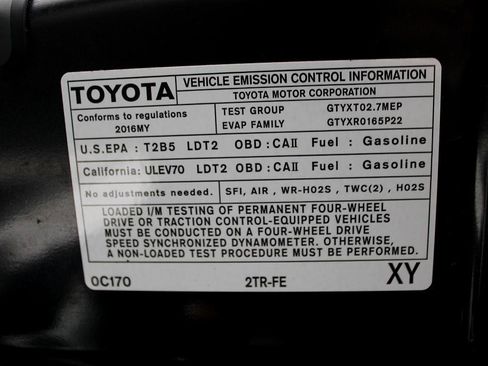 TOYOTA
VEHICLE EMISSION CONTROL INFORMATION
TOYOTA MOTOR CORPORATION
Conforms to regulations
2016MY
TEST GROUP GTYXT02.7MEP
EVAP FAMILY GTYXR0165P22
U.S.EPA : T2B5 LDT2 OBD : CAII Fuel : Gasoline
California: ULEV70 LDT2 OBD : CAII Fuel : Gasoline
No adjustments needed. SFI, AIR , WR-HO2S , TWC(2) , HO2S
LOADED I/M TESTING OF PERMANENT FOUR-WHEEL
DRIVE OR TRACTION CONTROL-EQUIPPED VEHICLES
MUST BE CONDUCTED ON A FOUR-WHEEL DRIVE
SPEED SYNCHRONIZED DYNAMOMETER. OTHERWISE,
A NON-LOADED TEST PROCEDURE MUST BE PERFORMED.
0C170 2TR-FE XY